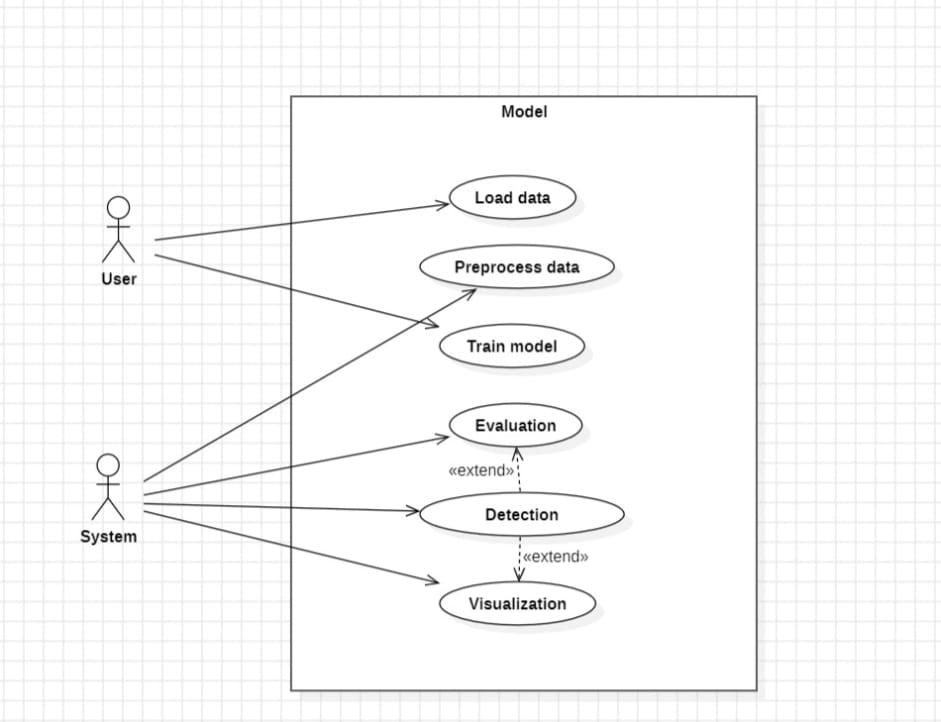 Model
Load data
Preprocess data
User
Train model
Evaluation
«extend»
Detection
System
«extend»
Visualization